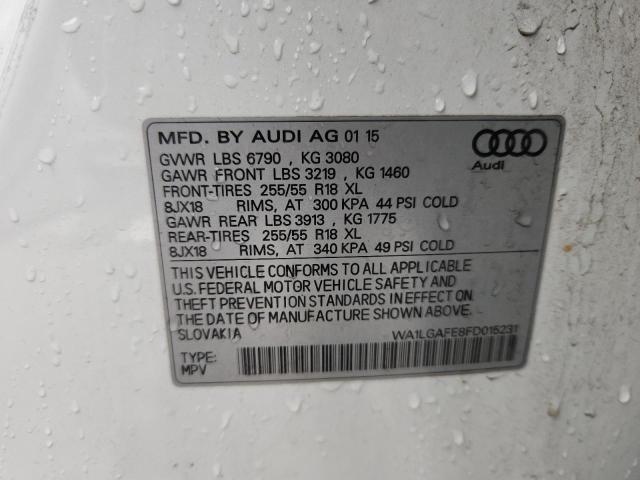 MFD. BY AUDI AG 01 15
GVWR LBS 6790 , KG 3080
GAWR FRONT LBS 3219 , KG 1460
FRONT-TIRES 255/55 R18 XL
8JX18 RIMS, AT 300 KPA 44 PSI COLD
GAWR REAR LBS 3913 , KG 1775
REAR-TIRES 255/55 R18 XL
8JX18 RIMS, AT 340 KPA 49 PSI COLD
Audi
THIS VEHICLE CONFORMS TO ALL APPLICABLE
U.S. FEDERAL MOTOR VEHICLE SAFETY AND
THEFT PREVENTION STANDARDS IN EFFECT ON
THE DATE OF MANUFACTURE SHOWN ABOVE.
SLOVAKIA
WA1LGAFE8FD015231
TYPE:
MPV